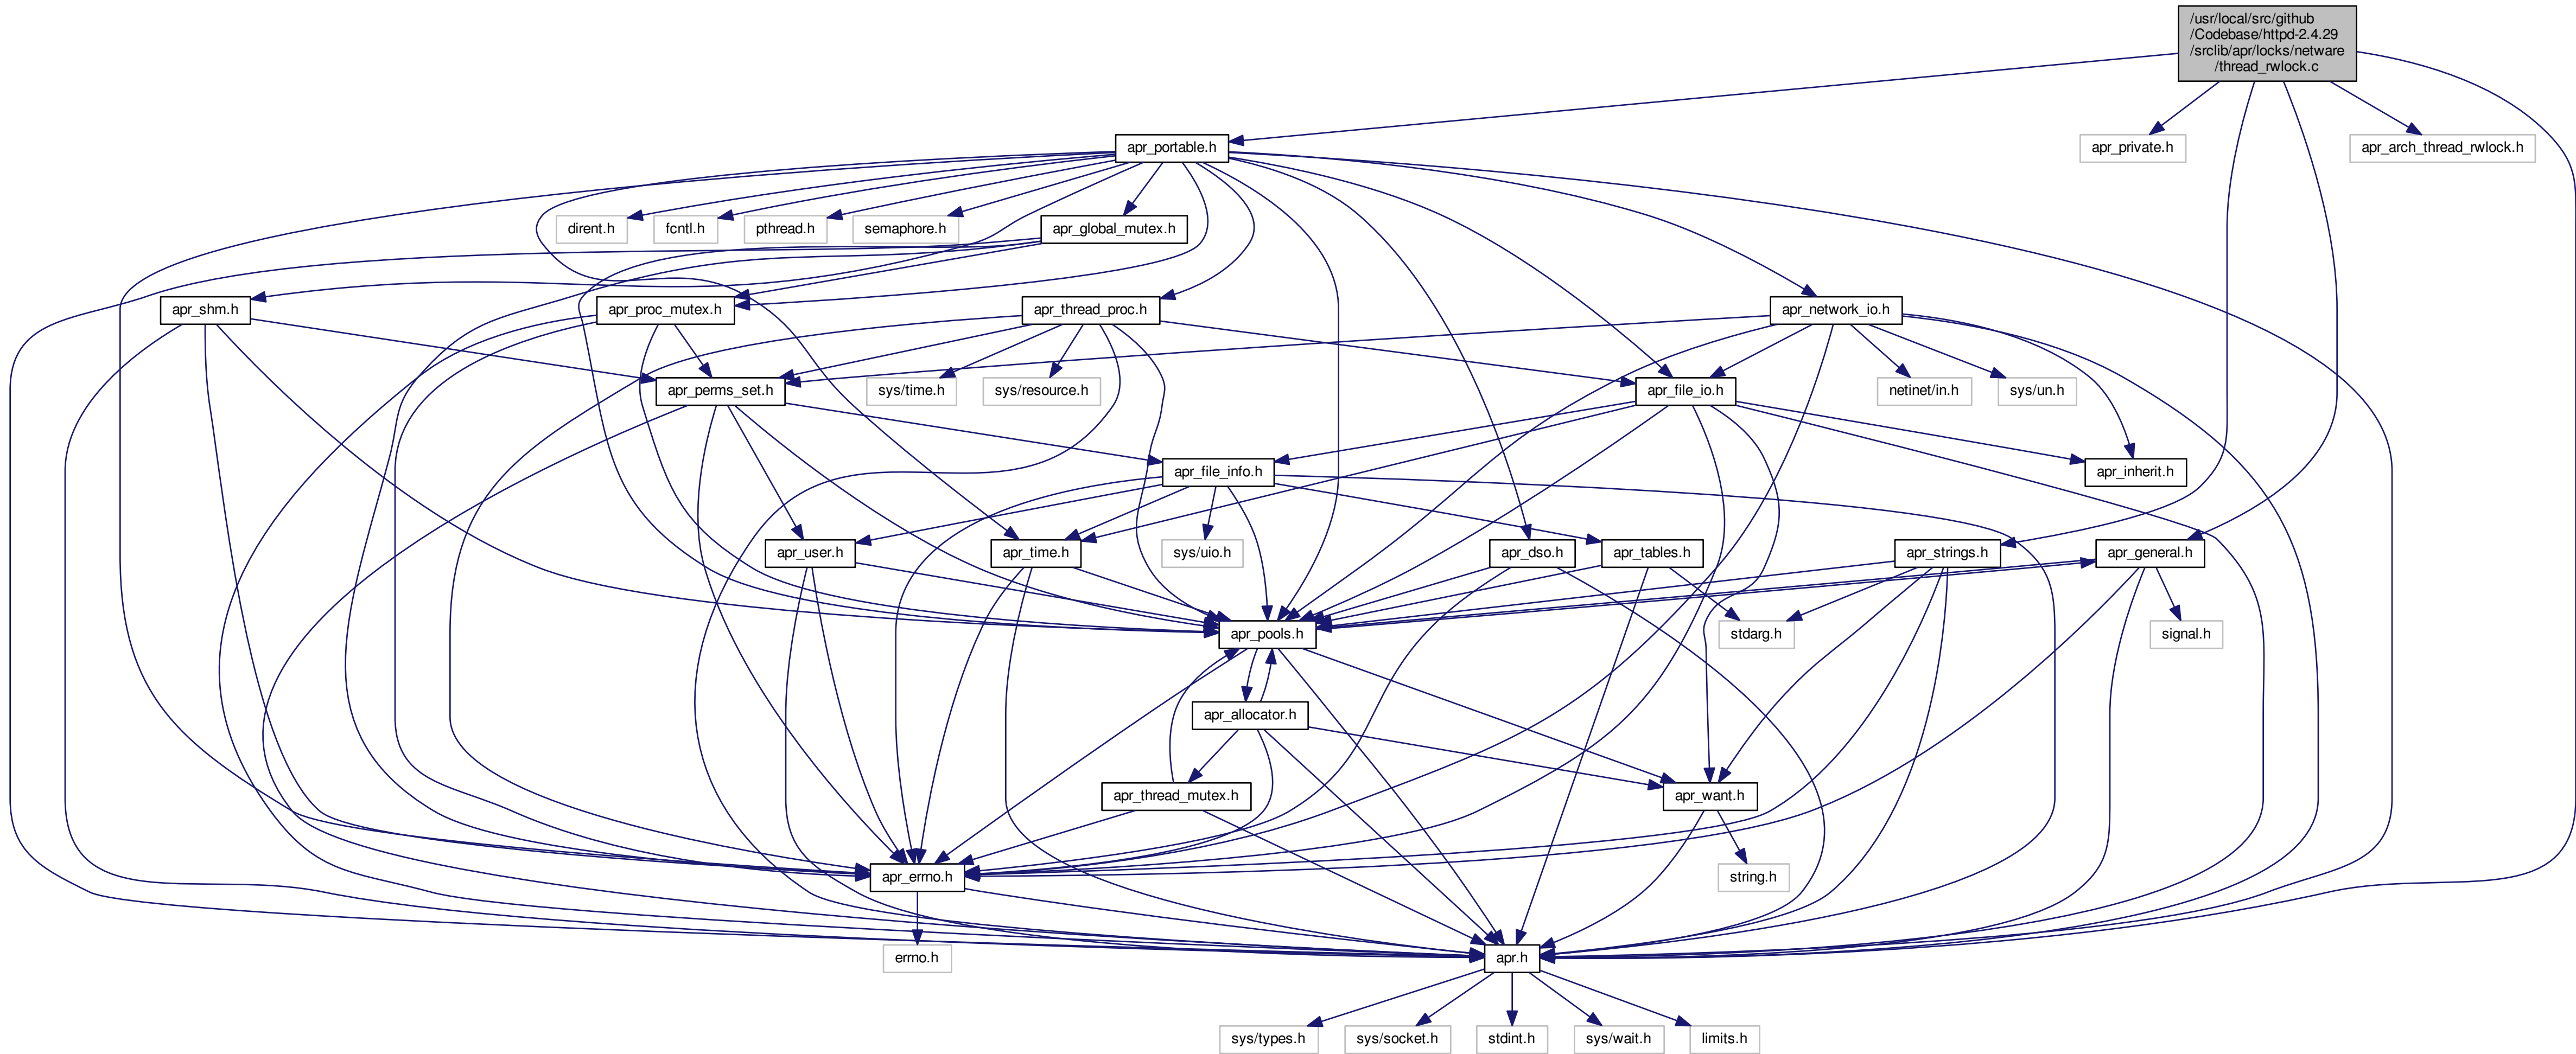 /usr/local/src/github
/Codebase/httpd-2.4.29
/srclib/apr/locks/netware
/thread_rwlock.c
apr_portable.h
apr_private.h
apr_arch_thread_rwlock.h
dirent.h
fcntl.h
pthread.h
semaphore.h
apr_global_mutex.h
apr_shm.h
apr_proc_mutex.h
apr_thread_proc.h
apr_network_io.h
apr_perms_set.h
sys/time.h
sys/resource.h
apr_file_io.h
netinet/in.h
sys/un.h
apr_file_info.h
apr_inherit.h
apr_user.h
apr_time.h
sys/uio.h
apr_dso.h
apr_tables.h
apr_strings.h
apr_general.h
apr_pools.h
stdarg.h
signal.h
apr_allocator.h
apr_thread_mutex.h
apr_want.h
apr_errno.h
string.h
errno.h
apr.h
sys/types.h
sys/socket.h
stdint.h
sys/wait.h
limits.h